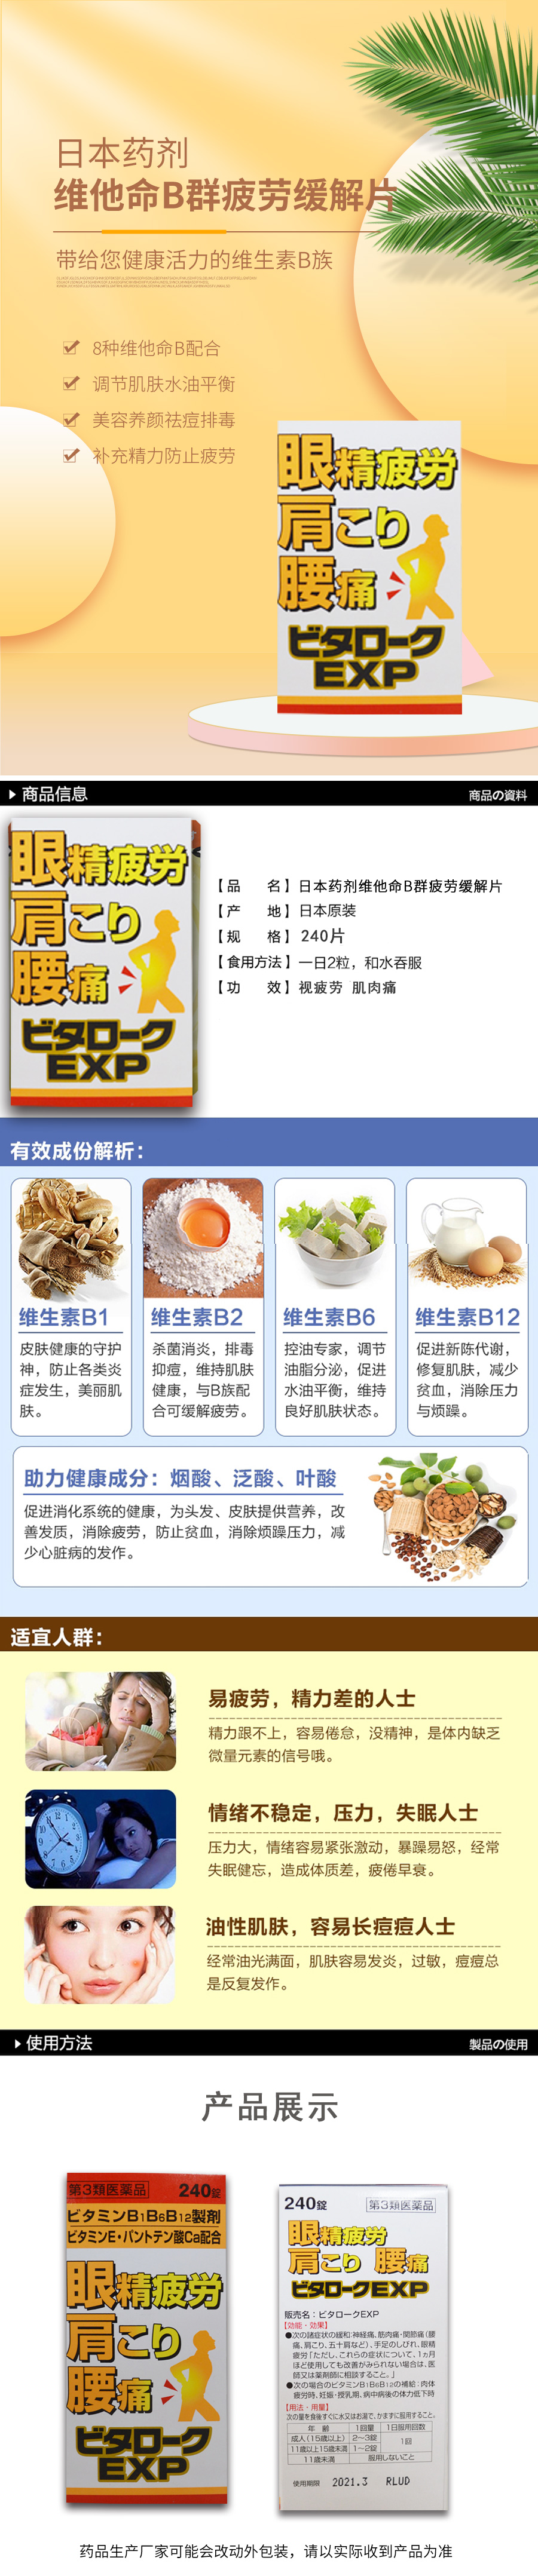 日本药剂
维他命B群疲劳缓解片
带给您健康活力的维生素B族
8种维他命B配合
调节肌肤水油平衡
美容养颜祛痘排毒
补充精力防止疲劳
眼精疲労
肩こり
腰痛
ビタローク
EXP
商品信息
商品の資料
眼精疲労
肩こり
腰痛
ビタローク
EXP
【品 名】日本药剂维他命B群疲劳缓解片
【产 地】日本原装
【规 格】240片
【食用方法】一日2粒，和水吞服
【功 效】视疲劳 肌肉痛
有效成份解析：
维生素B1
皮肤健康的守护
神，防止各类炎
症发生，美丽肌
肤。
维生素B2
杀菌消炎，排毒
抑痘，维持肌肤
健康，与B族配
合可缓解疲劳。
维生素B6
控油专家，调节
油脂分泌，促进
水油平衡，维持
良好肌肤状态。
维生素B12
促进新陈代谢，
修复肌肤，减少
贫血，消除压力
与烦躁。
助力健康成分：烟酸、泛酸、叶酸
促进消化系统的健康，为头发、皮肤提供营养，改
善发质，消除疲劳，防止贫血，消除烦躁压力，减
少心脏病的发作。
适宜人群：
易疲劳，精力差的人士
精力跟不上，容易倦怠，没精神，是体内缺乏
微量元素的信号哦。
情绪不稳定，压力，失眠人士
压力大，情绪容易紧张激动，暴躁易怒，经常
失眠健忘，造成体质差，疲倦早衰。
油性肌肤，容易长痘痘人士
经常油光满面，肌肤容易发炎，过敏，痘痘总
是反复发作。
使用方法
製品の使用
产品展示
第3類医薬品 240錠
ビタミンB1B6B12製剤
ビタミンE・パントテン酸Ca配合
眼精疲労
肩こり
腰痛
ビタローク
EXP
240錠 第3類医薬品
眼精疲労
肩こり 腰痛
ビタロークEXP
販売名：ビタロークEXP
【効能・効果】
●次の諸症状の緩和：神経痛、筋肉痛・関節痛（腰
痛、肩こり、五十肩など）、手足のしびれ、眼精
疲労「ただし、これらの症状について、1ヵ月
ほど使用しても改善がみられない場合は、医
師又は薬剤師に相談すること。」
●次の場合のビタミンB1B6B12の補給：肉体
疲労時、妊娠・授乳期、病中病後の体力低下時
【用法・用量】
次の量を食後すぐに水又はお湯で、かまずに服用すること。
年 齢 1回量 1日服用回数
成人（15歳以上） 2～3錠 1回
11歳以上15歳未満 1～2錠
11歳未満 服用しないこと
使用期限 2021.3 RLUD
药品生产厂家可能会改动外包装，请以实际收到产品为准